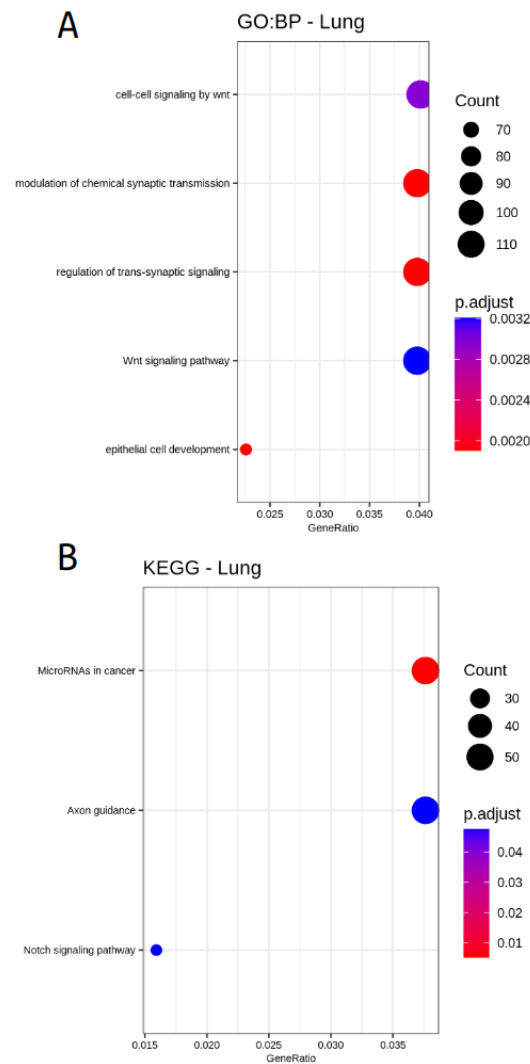 A
GO:BP - Lung
cell-cell signaling by wnt
modulation of chemical synaptic transmission
regulation of trans-synaptic signaling
Wnt signaling pathway
epithelial cell development
0.025 0.030 0.035 0.040
GeneRatio
Count
70
80
90
100
110
p.adjust
0.0032
0.0028
0.0024
0.0020
B
KEGG - Lung
MicroRNAs in cancer
Axon guidance
Notch signaling pathway
0.015 0.020 0.025 0.030 0.035
GeneRatio
Count
30
40
50
p.adjust
0.04
0.03
0.02
0.01